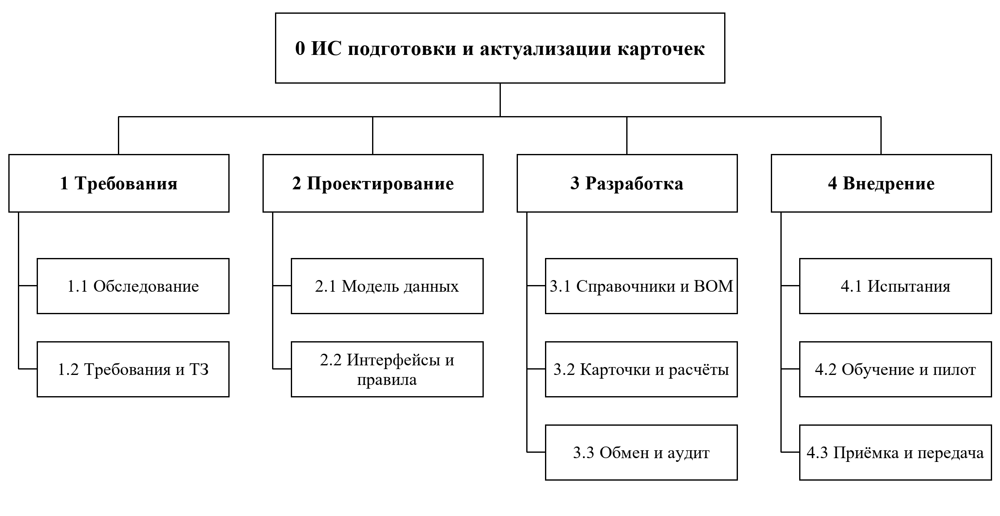 0 ИС подготовки и актуализации карточек
1 Требования
2 Проектирование
3 Разработка
4 Внедрение
1.1 Обследование
2.1 Модель данных
3.1 Справочники и BOM
4.1 Испытания
1.2 Требования и ТЗ
2.2 Интерфейсы и
правила
3.2 Карточки и расчёты
4.2 Обучение и пилот
3.3 Обмен и аудит
4.3 Приёмка и передача